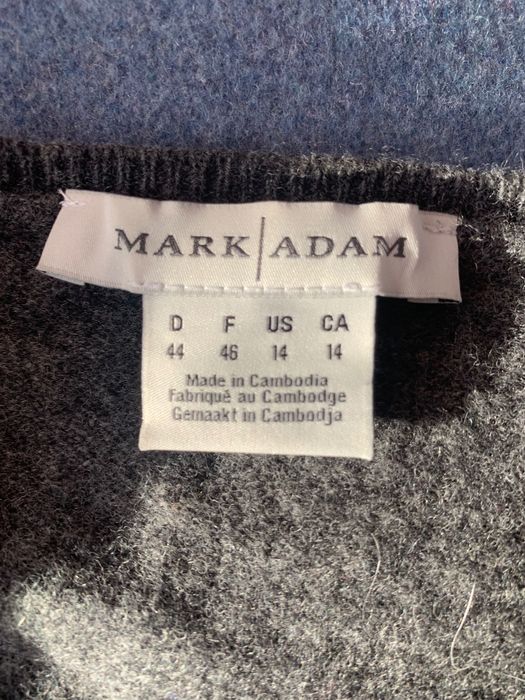 MARK|ADAM
D F US CA
44 46 14 14
Made in Cambodia
Fabriqué au Cambodge
Gemaakt in Cambodja